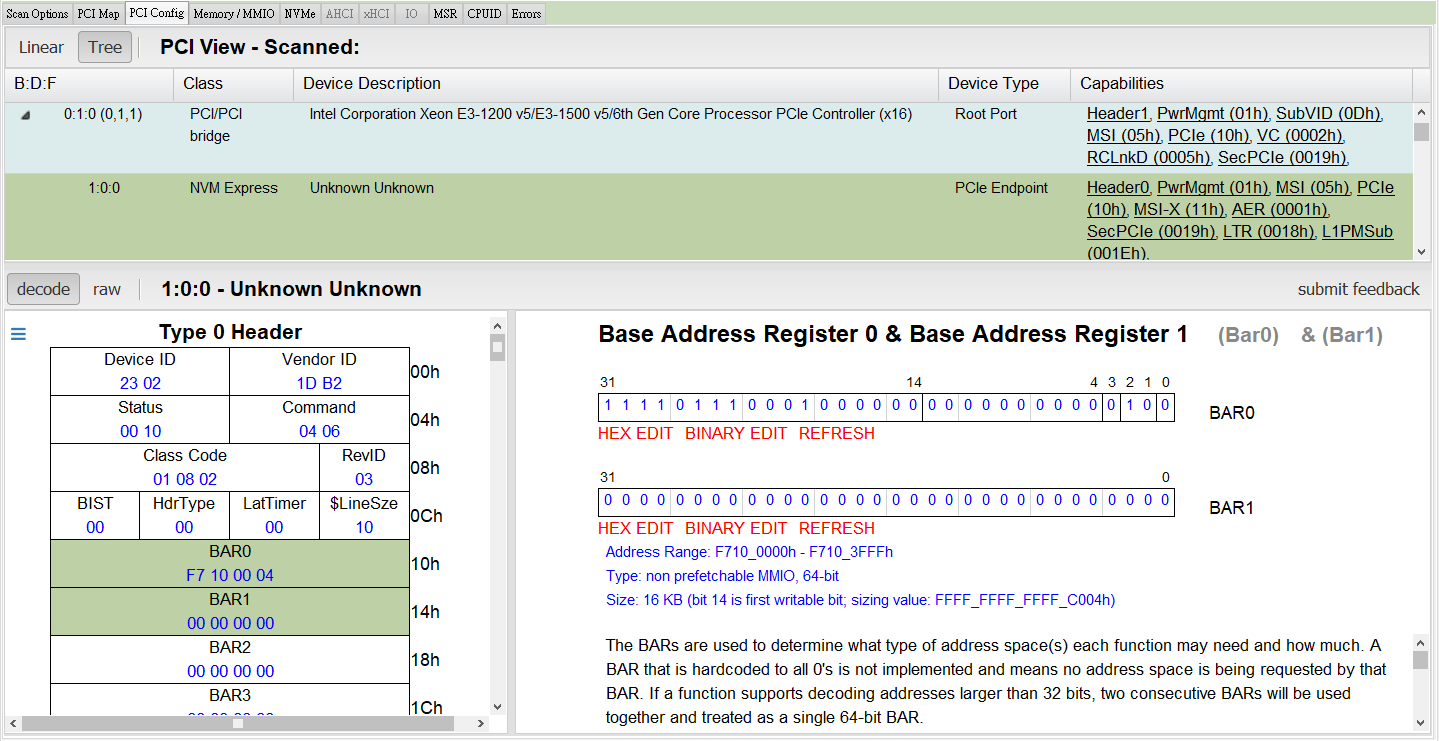 Scan Options PCI Map PCI Config Memory / MMIO NVMe AHCI xHCI IO MSR CPUID Errors
Linear Tree PCI View - Scanned:
B:D:F Class Device Description Device Type Capabilities
0:1:0 (0,1,1) PCI/PCI Intel Corporation Xeon E3-1200 v5/E3-1500 v5/6th Gen Core Processor PCIe Controller (x16) Root Port Header1, PwrMgmt (01h), SubVID (0Dh),
bridge MSI (05h), PCIe (10h), VC (0002h),
RCLnkD (0005h), SecPCIe (0019h),
1:0:0 NVM Express Unknown Unknown PCIe Endpoint Header0, PwrMgmt (01h), MSI (05h), PCIe
(10h), MSI-X (11h), AER (0001h),
SecPCIe (0019h), LTR (0018h), L1PMSub
(001Eh),
decode raw 1:0:0 - Unknown Unknown submit feedback
Type 0 Header
Device ID Vendor ID
23 02 1D B2 00h
Status Command
00 10 04 06 04h
Class Code RevID
01 08 02 03 08h
BIST HdrType LatTimer $LineSze
00 00 00 10 0Ch
BAR0
F7 10 00 04 10h
BAR1
00 00 00 00 14h
BAR2
00 00 00 00 18h
BAR3
1Ch
Base Address Register 0 & Base Address Register 1 (Bar0) & (Bar1)
31 14 4 3 2 1 0
1 1 1 1 0 1 1 1 0 0 0 1 0 0 0 0 0 0 0 0 0 0 0 0 0 0 0 0 0 1 0 0 BAR0
HEX EDIT BINARY EDIT REFRESH
31 0
0 0 0 0 0 0 0 0 0 0 0 0 0 0 0 0 0 0 0 0 0 0 0 0 0 0 0 0 0 0 0 0 BAR1
HEX EDIT BINARY EDIT REFRESH
Address Range: F710_0000h - F710_3FFFh
Type: non prefetchable MMIO, 64-bit
Size: 16 KB (bit 14 is first writable bit; sizing value: FFFF_FFFF_FFFF_C004h)
The BARs are used to determine what type of address space(s) each function may need and how much. A
BAR that is hardcoded to all 0's is not implemented and means no address space is being requested by that
BAR. If a function supports decoding addresses larger than 32 bits, two consecutive BARs will be used
together and treated as a single 64-bit BAR.